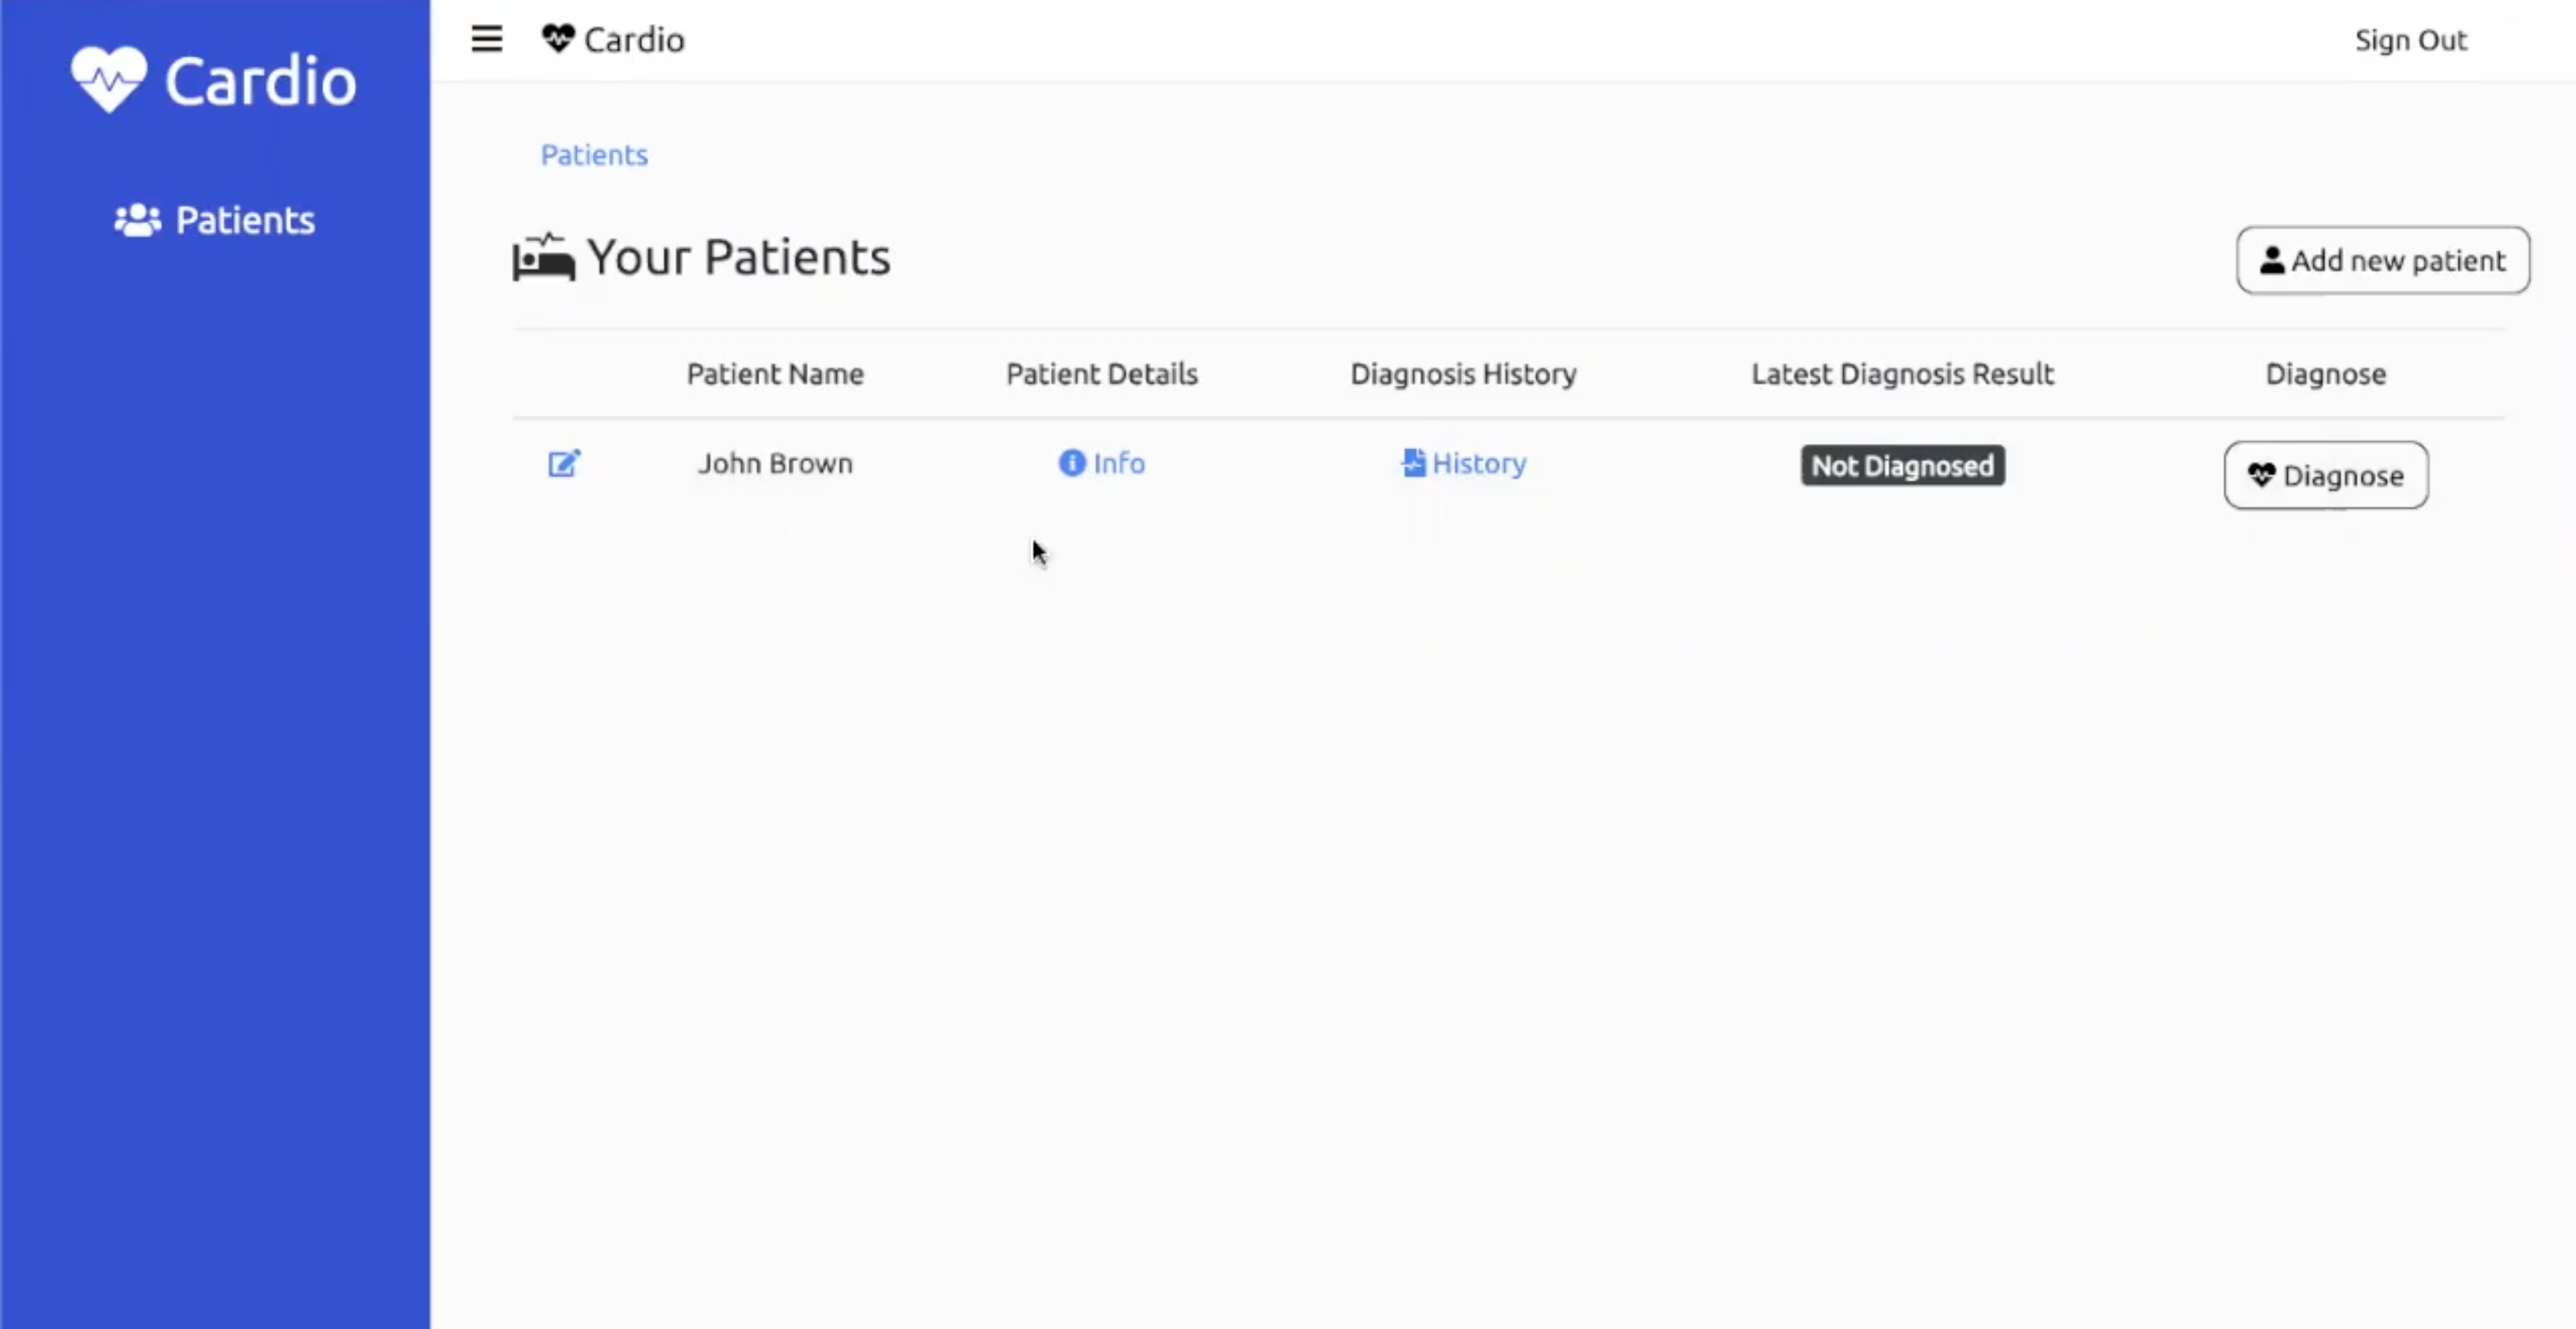 Cardio
Patients
Cardio
Sign Out
Patients
Your Patients
Add new patient
Patient Name Patient Details Diagnosis History Latest Diagnosis Result Diagnose
John Brown Info History Not Diagnosed Diagnose